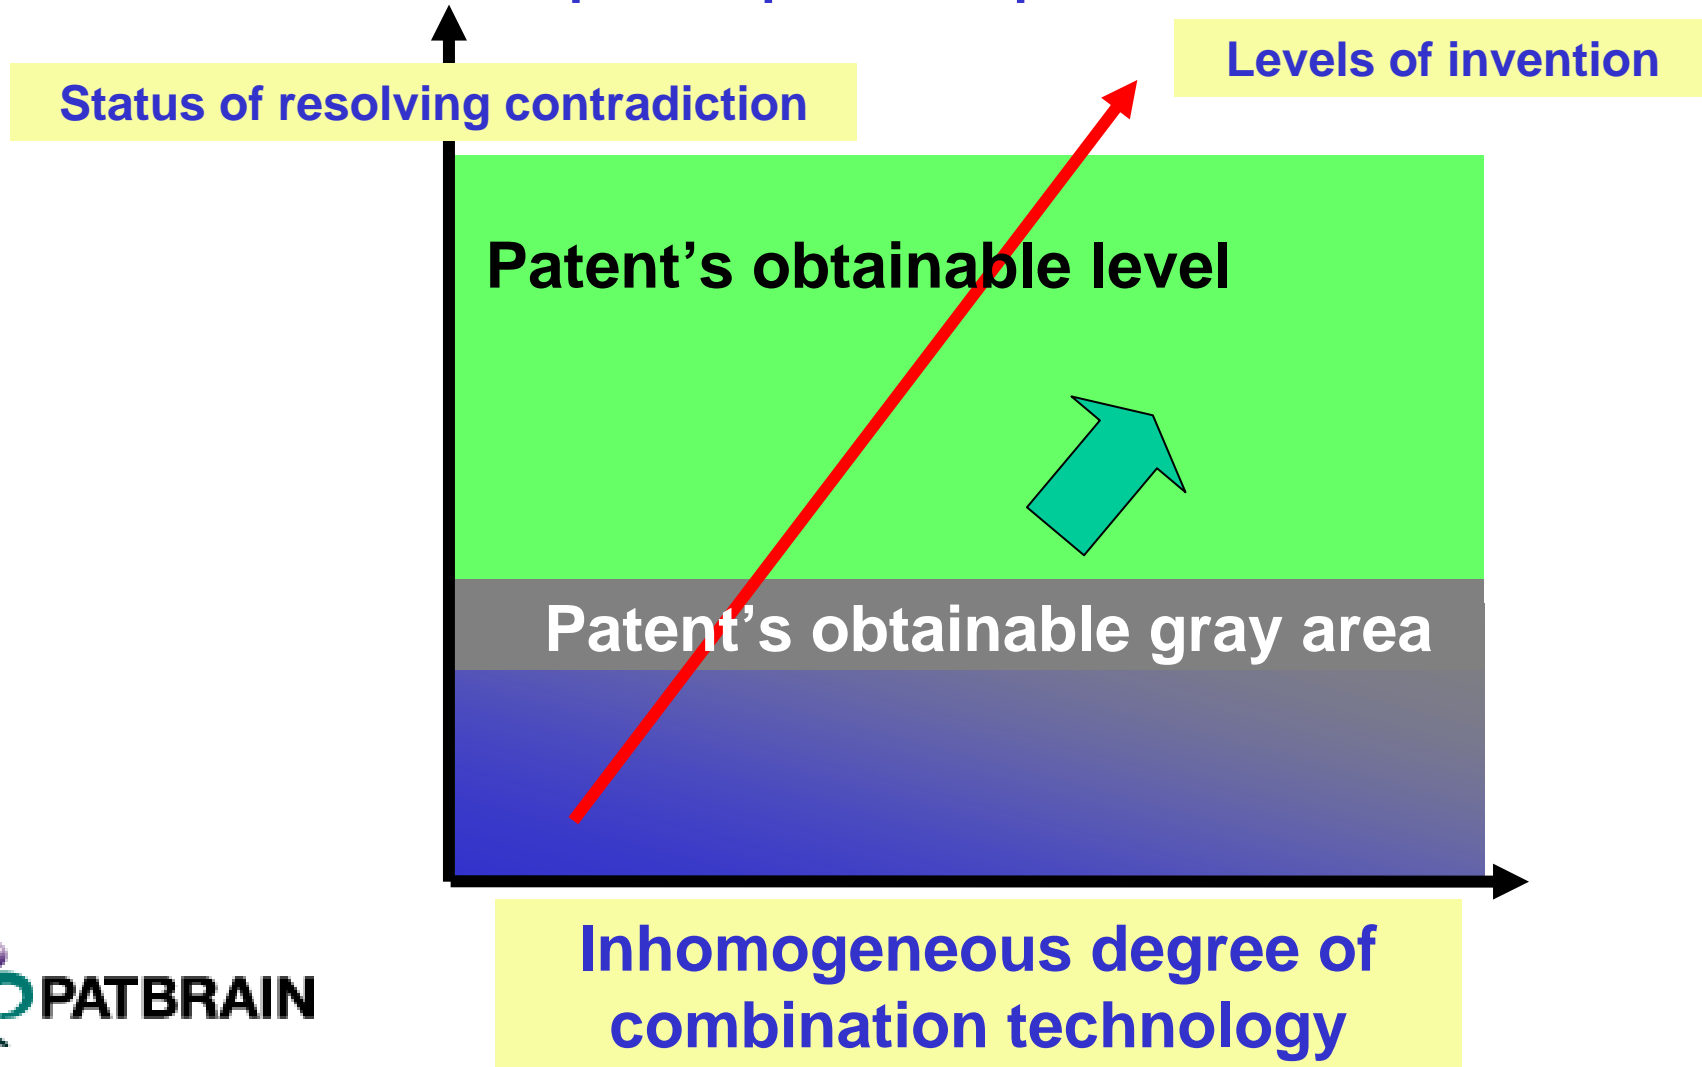 Levels of invention
Status of resolving contradiction
Patent’s obtainable level
Patent’s obtainable gray area
Inhomogeneous degree of
combination technology
PATBRAIN